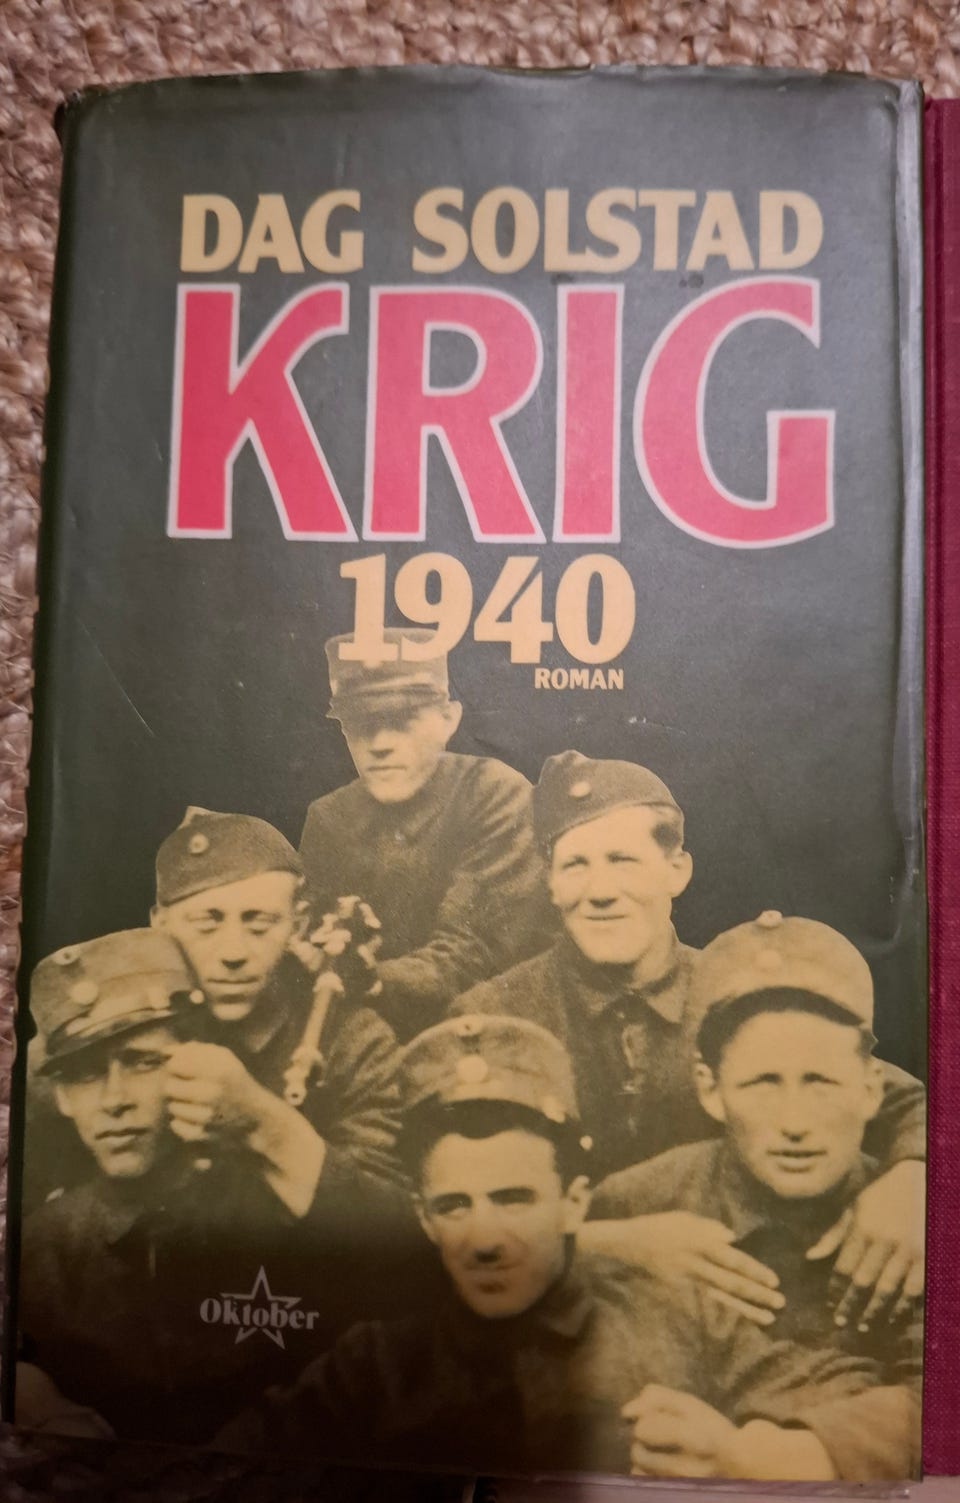 DAG SOLSTAD
KRIG
1940
ROMAN
Oktober